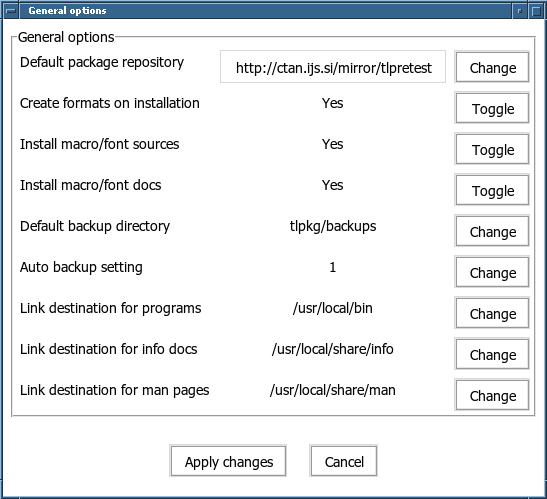 General options
General options
Default package repository http://ctan.ijs.si/mirror/tlpretest Change
Create formats on installation Yes Toggle
Install macro/font sources Yes Toggle
Install macro/font docs Yes Toggle
Default backup directory tlpkg/backups Change
Auto backup setting 1 Change
Link destination for programs /usr/local/bin Change
Link destination for info docs /usr/local/share/info Change
Link destination for man pages /usr/local/share/man Change
Apply changes Cancel